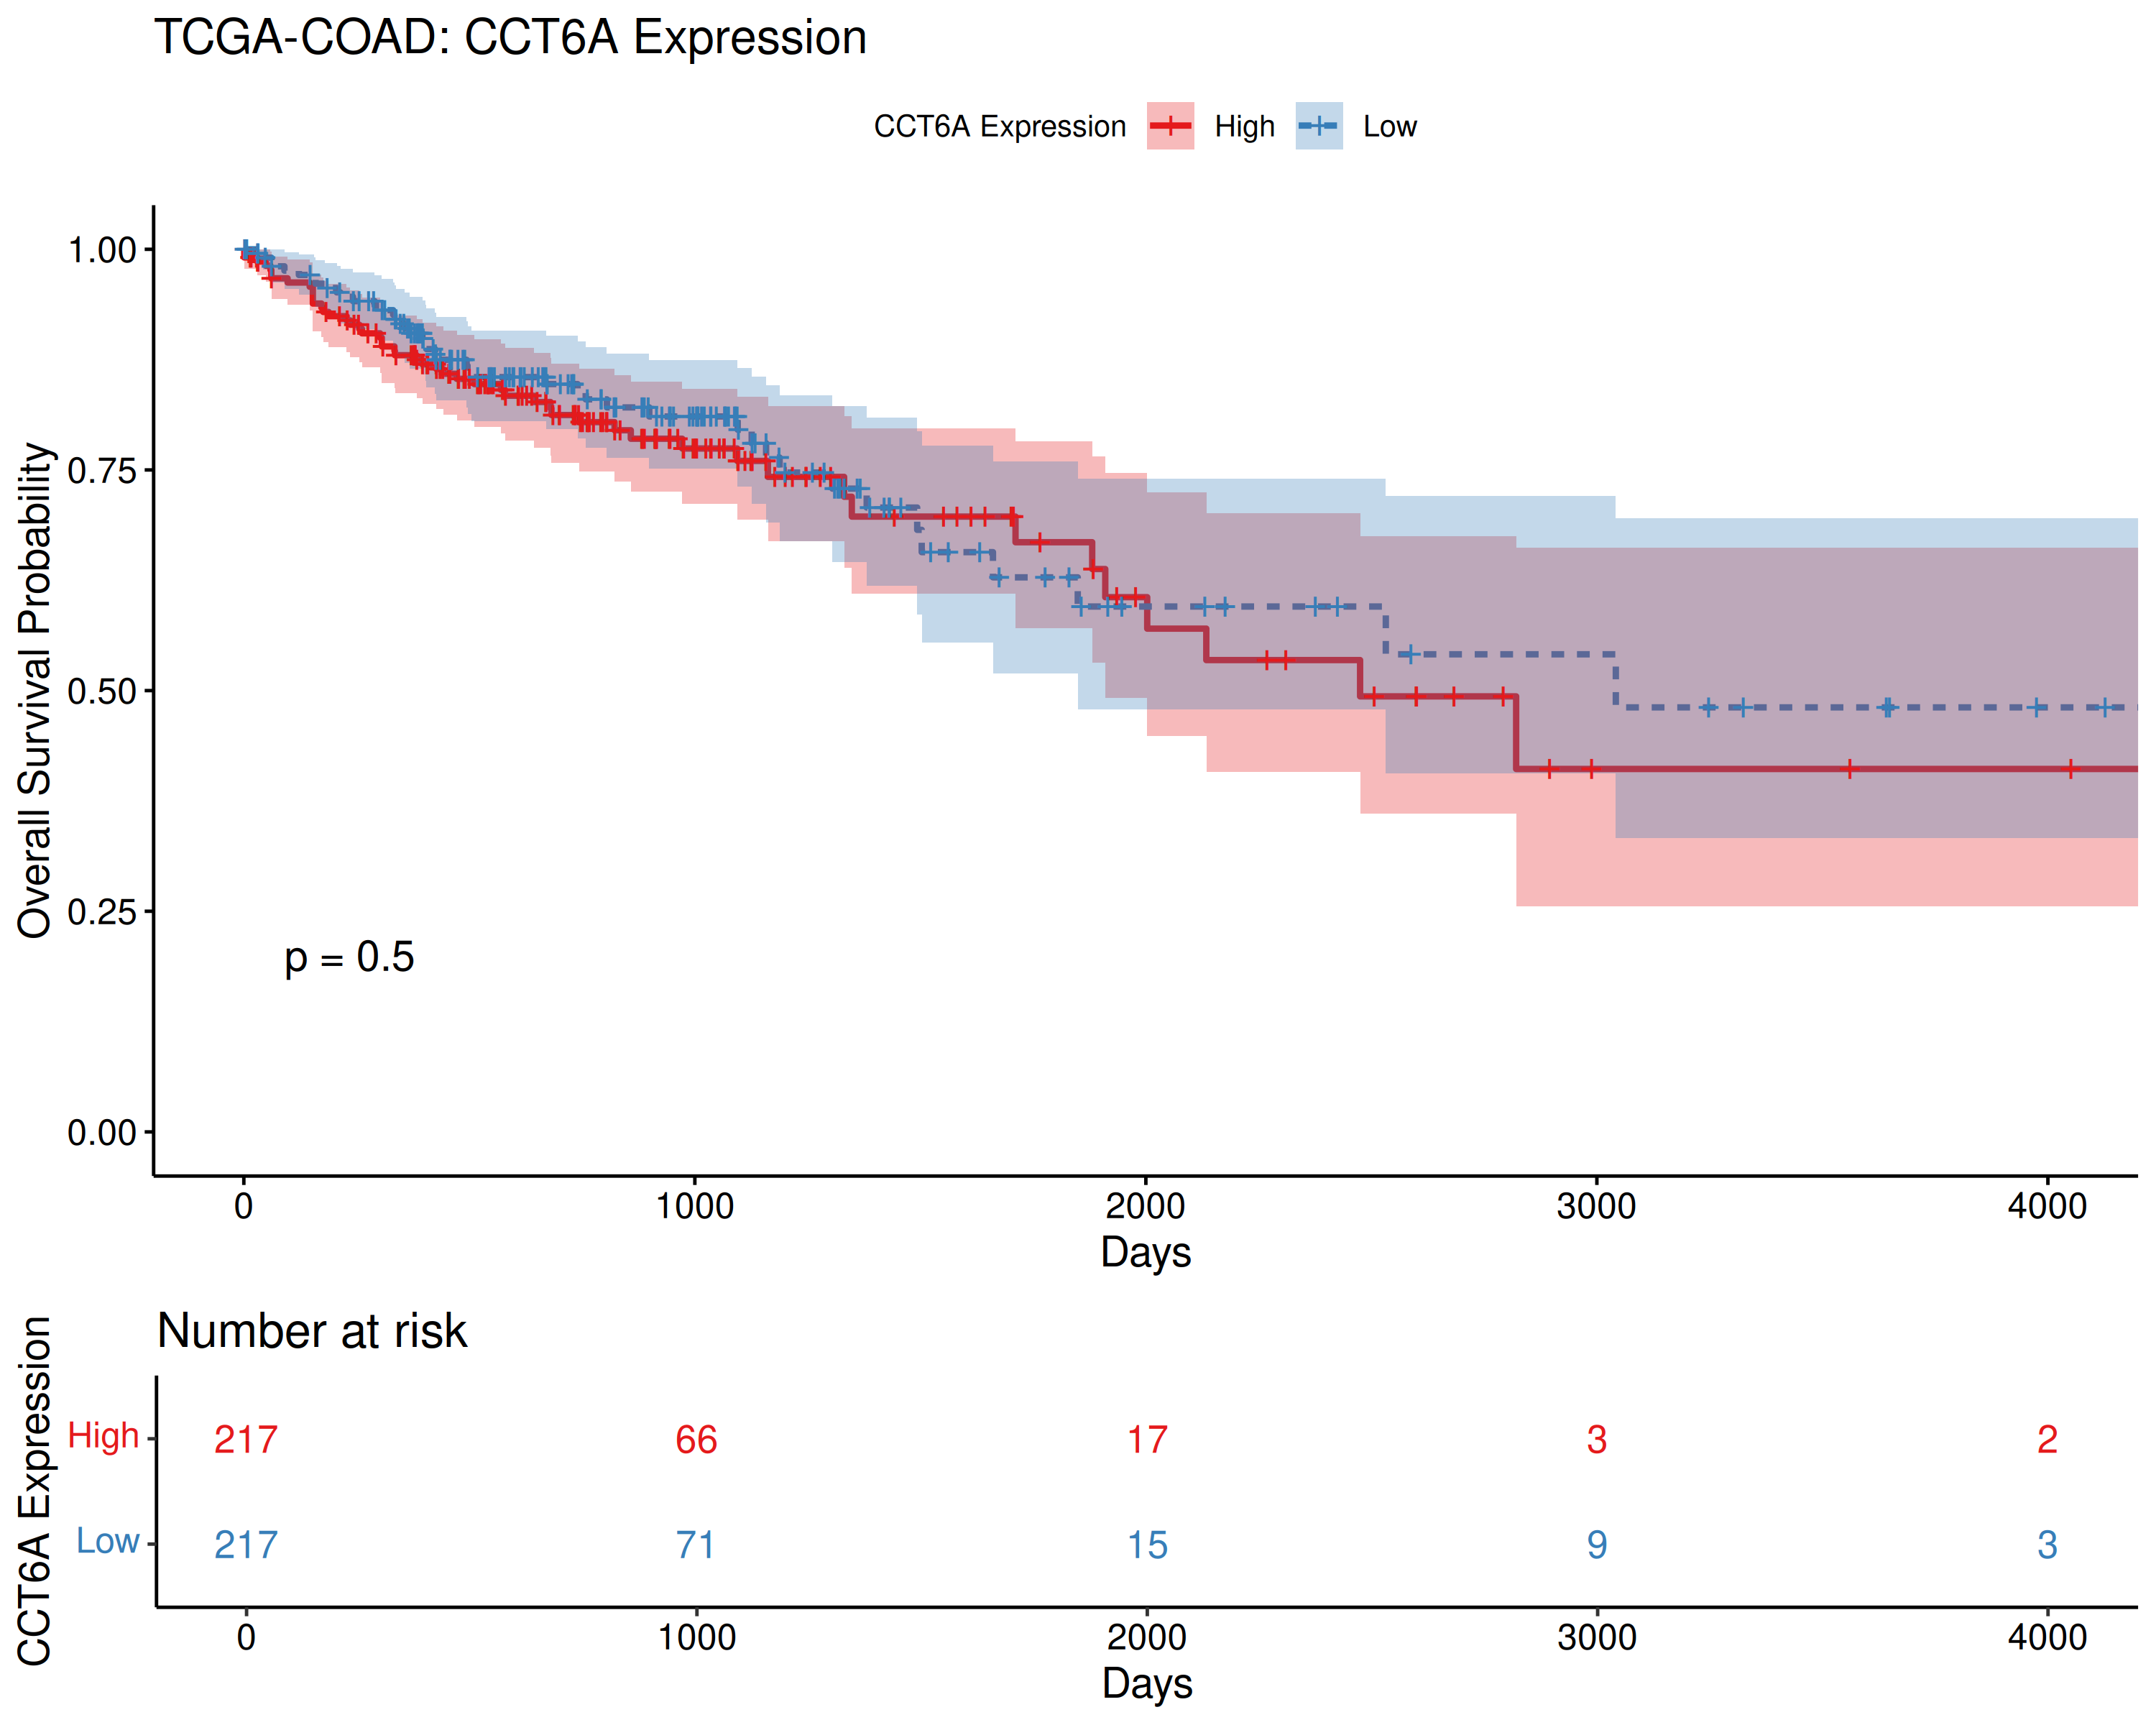 TCGA-COAD: CCT6A Expression
CCT6A Expression High Low
Overall Survival Probability
1.00
0.75
0.50
0.25
0.00
p = 0.5
0 1000 2000 3000 4000
Days
Number at risk
CCT6A Expression
High 217 66 17 3 2
Low 217 71 15 9 3
0 1000 2000 3000 4000
Days